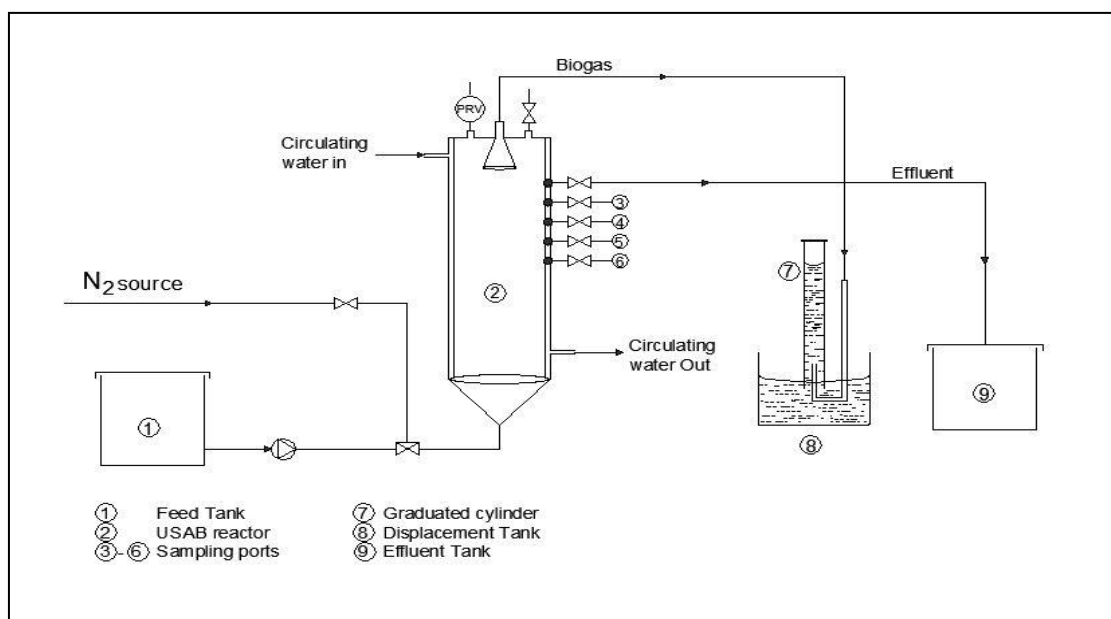 Biogas
PRV
Circulating
water in
Effluent
③
④
⑤
⑥
⑦
N₂ source
②
Circulating
water Out
①
⑨
⑧
① Feed Tank
② USAB reactor
③-⑥ Sampling ports
⑦ Graduated cylinder
⑧ Displacement Tank
⑨ Effluent Tank